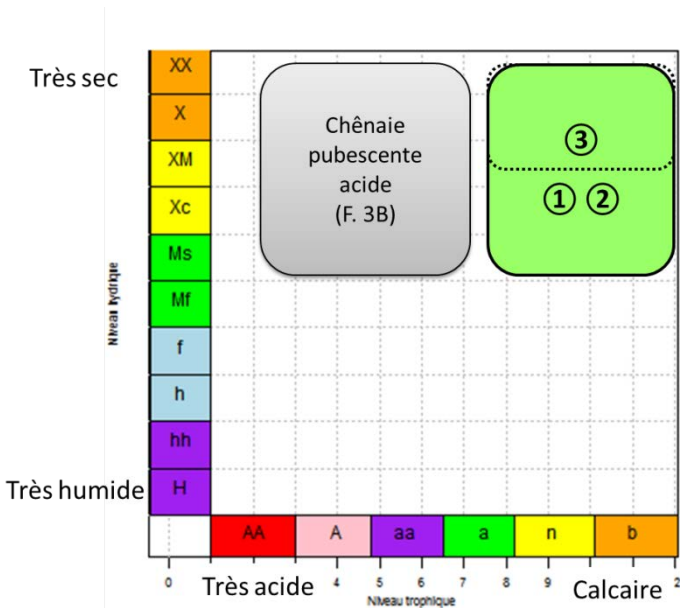 Très sec
XX
X
XM
Xc
Ms
Mf
f
h
hh
Très humide H
Niveau hydrique
Chênaie
pubescente
acide
(F. 3B)
③
① ②
AA A aa a n b
0 4 5 6 7 8 9 2
Très acide Calcaire
Niveau trophique